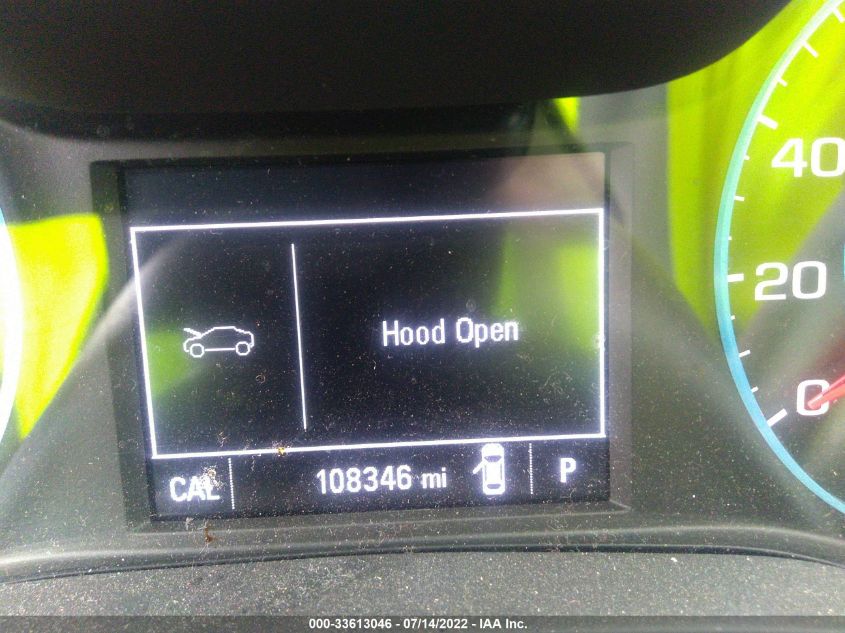 40
20
0
Hood Open
CAL 108346 mi P
000-33613046 - 07/14/2022 - IAA Inc.